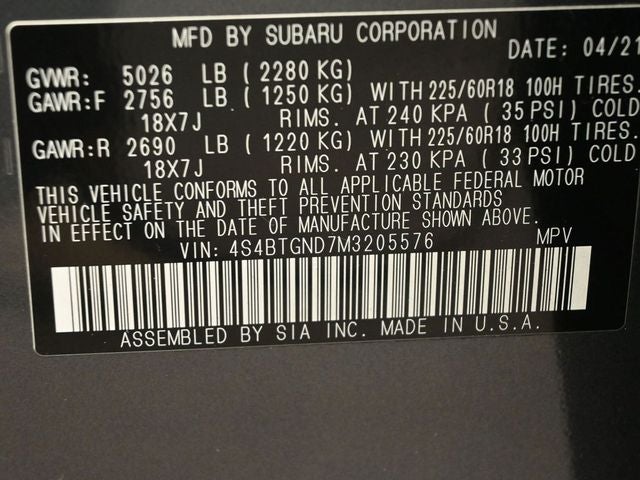 MFD BY SUBARU CORPORATION
DATE: 04/21
GVWR: 5026 LB ( 2280 KG)
GAWR:F 2756 LB ( 1250 KG) WITH 225/60R18 100H TIRES.
18X7J RIMS. AT 240 KPA ( 35 PSI) COLD
GAWR:R 2690 LB ( 1220 KG) WITH 225/60R18 100H TIRES.
18X7J RIMS. AT 230 KPA ( 33 PSI) COLD
THIS VEHICLE CONFORMS TO ALL APPLICABLE FEDERAL MOTOR
VEHICLE SAFETY AND THEFT PREVENTION STANDARDS
IN EFFECT ON THE DATE OF MANUFACTURE SHOWN ABOVE.
VIN: 4S4BTGND7M3205576 MPV
ASSEMBLED BY SIA INC. MADE IN U.S.A.